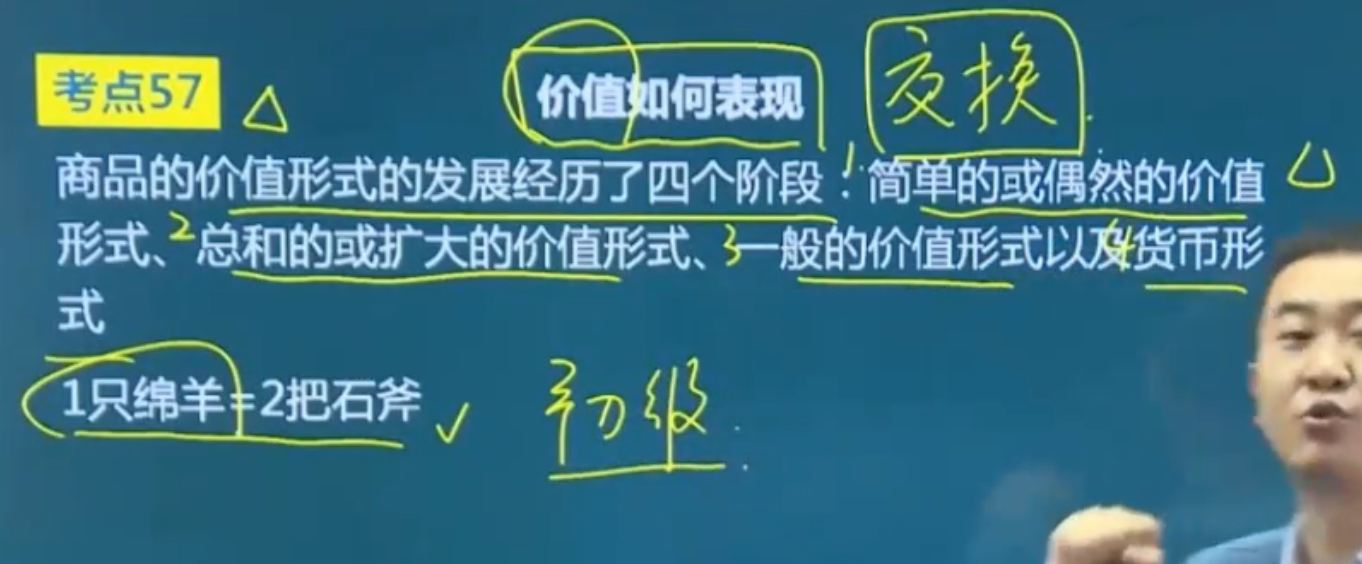 考点57 △ 价值如何表现 交换
商品的价值形式的发展经历了四个阶段：1简单的或偶然的价值 △
形式、2总和的或扩大的价值形式、3一般的价值形式以及4货币形
式
1只绵羊=2把石斧 ✓ 初级